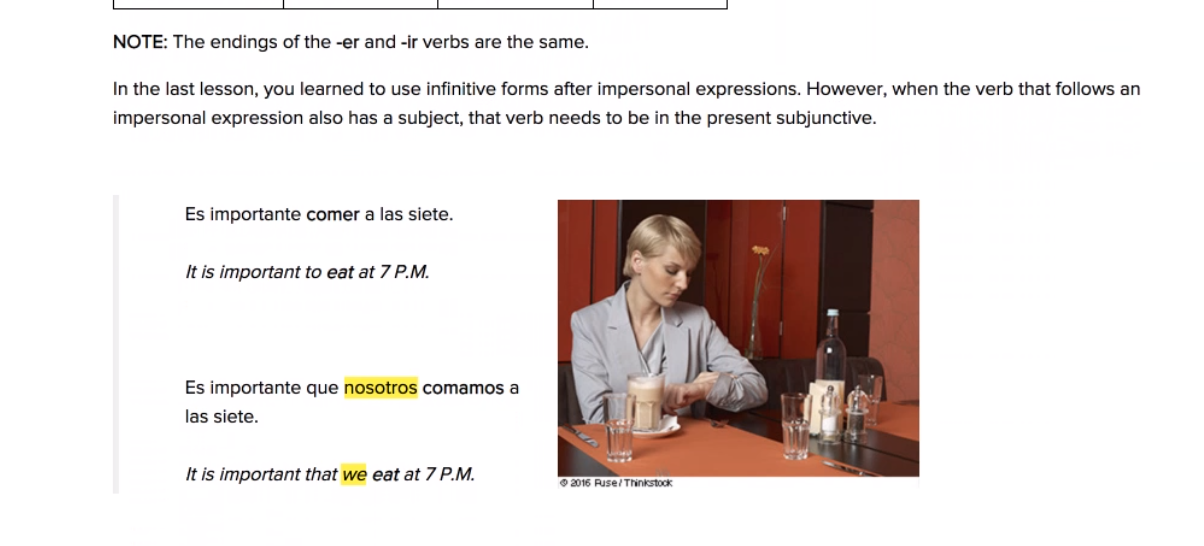 NOTE: The endings of the -er and -ir verbs are the same.
In the last lesson, you learned to use infinitive forms after impersonal expressions. However, when the verb that follows an
impersonal expression also has a subject, that verb needs to be in the present subjunctive.
Es importante comer a las siete.
It is important to eat at 7 P.M.
Es importante que nosotros comamos a
las siete.
It is important that we eat at 7 P.M.
© 2016 Fuse/Thinkstock